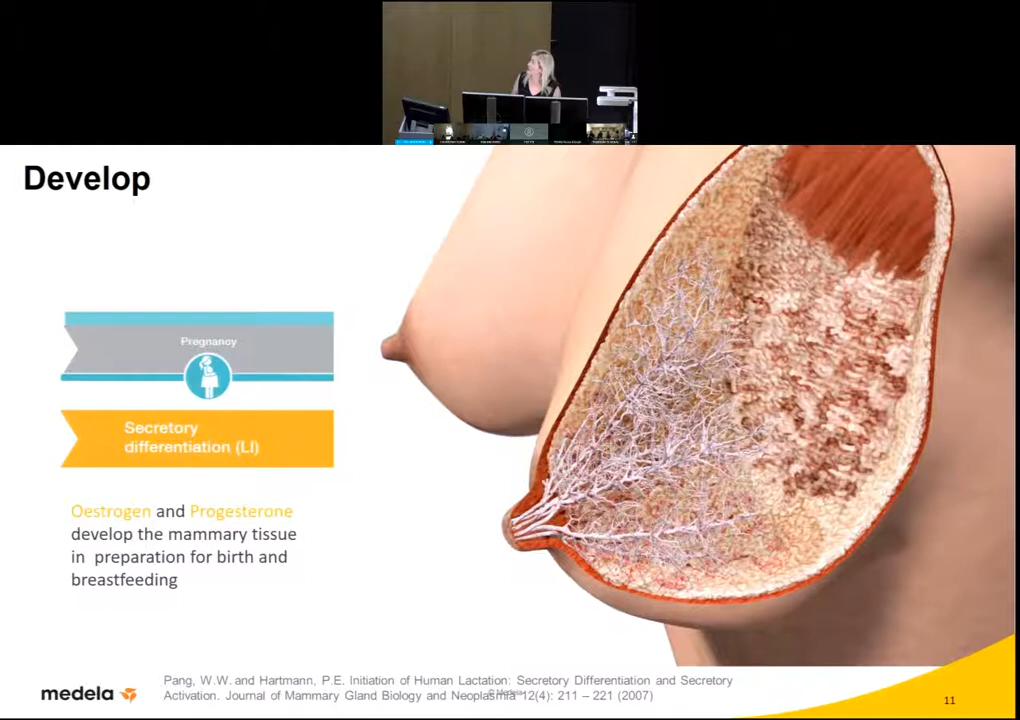 Develop
Pregnancy
Secretory
differentiation (LI)
Oestrogen and Progesterone
develop the mammary tissue
in preparation for birth and
breastfeeding
medela
Pang, W.W. and Hartmann, P.E. Initiation of Human Lactation: Secretory Differentiation and Secretory
Activation. Journal of Mammary Gland Biology and Neoplasmia 12(4): 211 – 221 (2007)
© Medela
11